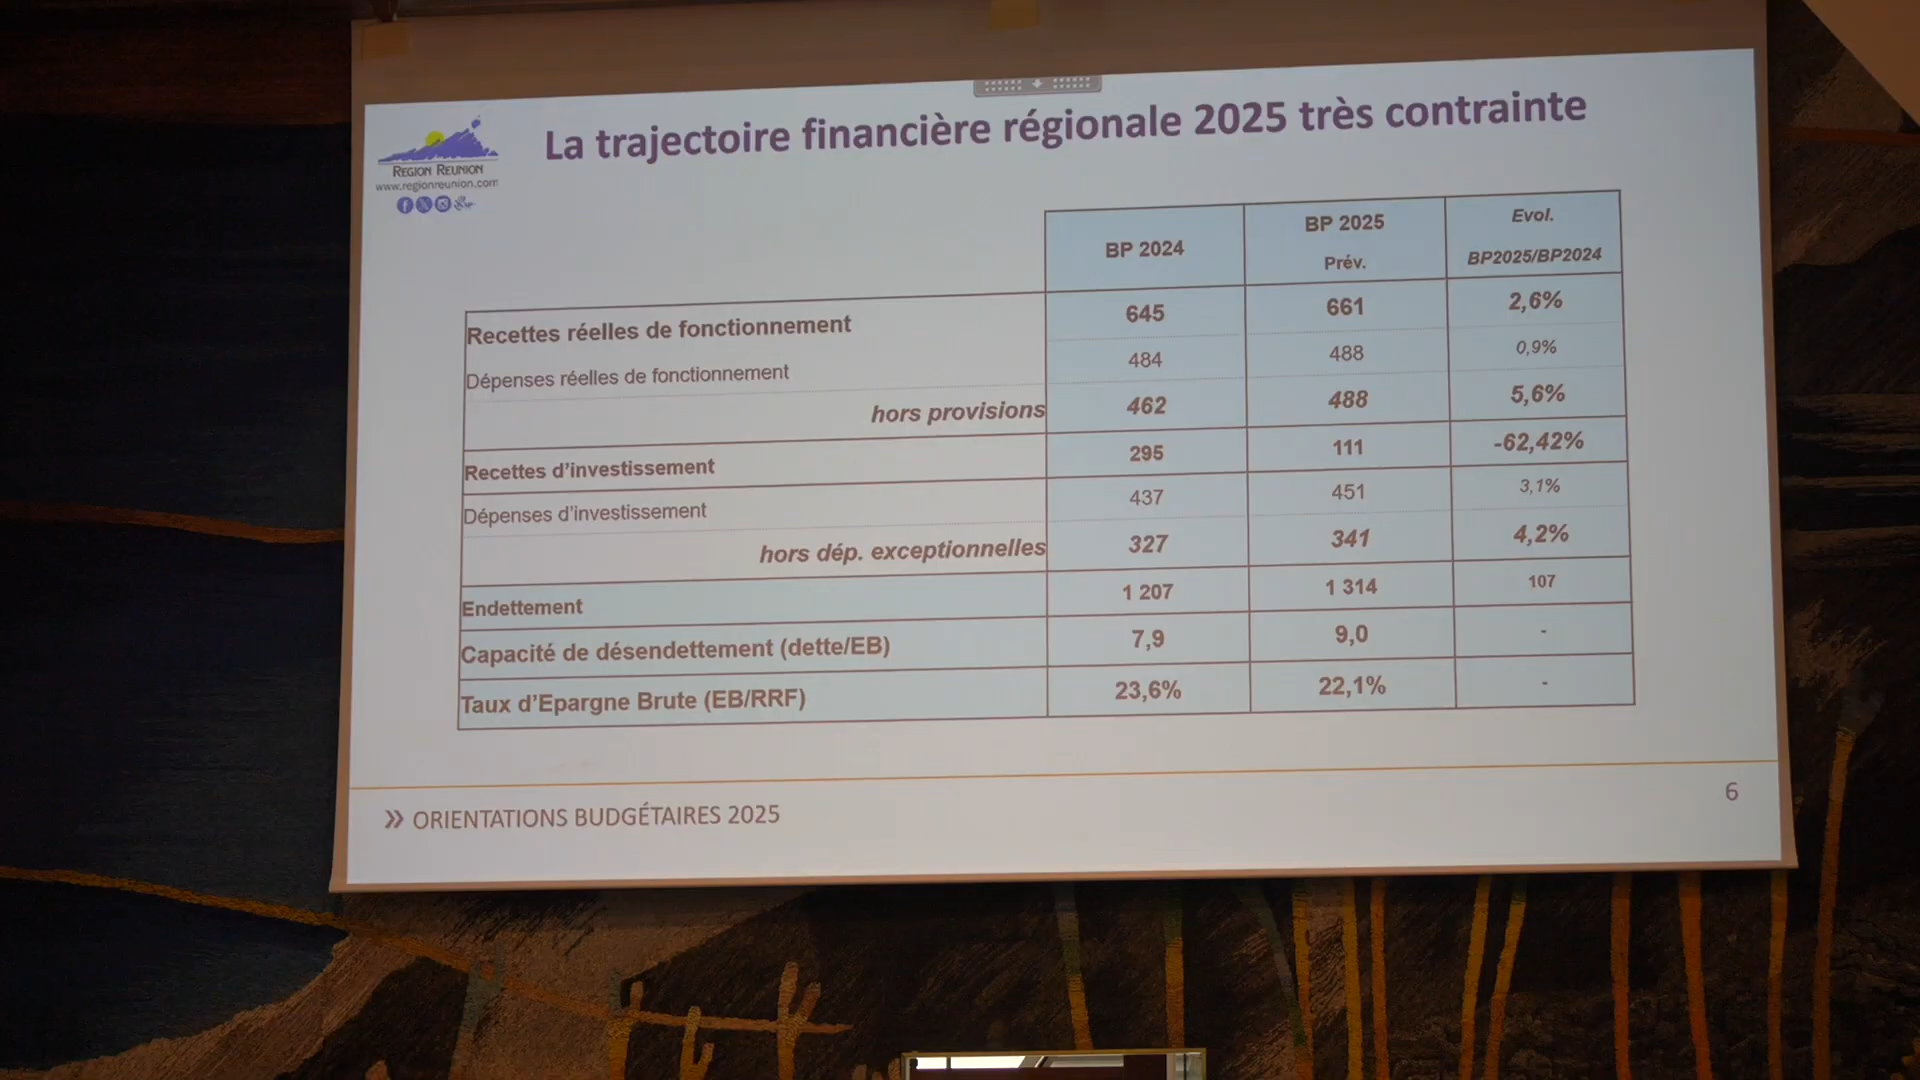 La trajectoire financière régionale 2025 très contrainte
REGION REUNION
www.regionreunion.com
BP 2024
BP 2025
Prév.
Evol.
BP2025/BP2024
Recettes réelles de fonctionnement 645 661 2,6%
Dépenses réelles de fonctionnement 484 488 0,9%
hors provisions 462 488 5,6%
Recettes d’investissement 295 111 -62,42%
Dépenses d’investissement 437 451 3,1%
hors dép. exceptionnelles 327 341 4,2%
Endettement 1 207 1 314 107
Capacité de désendettement (dette/EB) 7,9 9,0 -
Taux d’Epargne Brute (EB/RRF) 23,6% 22,1% -
» ORIENTATIONS BUDGÉTAIRES 2025
6